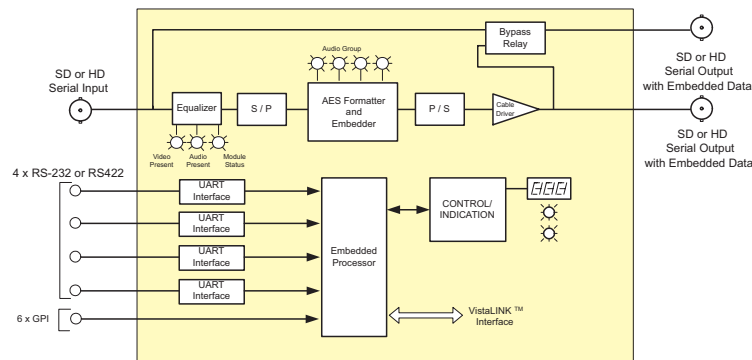 Bypass
Relay
Audio Group
SD or HD
Serial Input
SD or HD
Serial Output
with Embedded Data
Equalizer
S / P
AES Formatter
and
Embedder
P / S
Cable
Driver
SD or HD
Serial Output
with Embedded Data
Video
Present
Audio
Present
Module
Status
4 x RS-232 or RS422
UART
Interface
UART
Interface
UART
Interface
UART
Interface
Embedded
Processor
CONTROL/
INDICATION
6 x GPI
VistaLINK ™
Interface